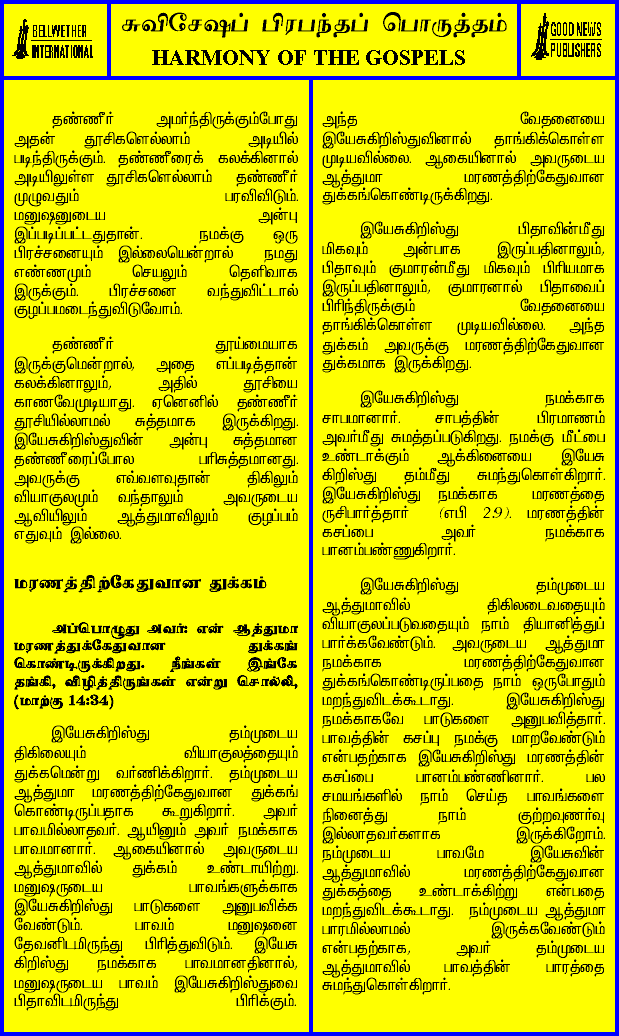 BELLWETHER
INTERNATIONAL
சுவிசேஷப் பிரபந்தப் பொருத்தம்
HARMONY OF THE GOSPELS
GOOD NEWS
PUBLISHERS
தண்ணீர் அமர்ந்திருக்கும்போது
அதன் தூசிகளெல்லாம் அடியில்
படிந்திருக்கும். தண்ணீரைக் கலக்கினால்
அடியிலுள்ள தூசிகளெல்லாம் தண்ணீர்
முழுவதும் பரவிவிடும்.
மனுஷனுடைய அன்பு
இப்படிப்பட்டதுதான். நமக்கு ஒரு
பிரச்சனையும் இல்லையென்றால் நமது
எண்ணமும் செயலும் தெளிவாக
இருக்கும். பிரச்சனை வந்துவிட்டால்
குழப்பமடைந்துவிடுவோம்.
தண்ணீர் தூய்மையாக
இருக்குமென்றால், அதை எப்படித்தான்
கலக்கினாலும், அதில் தூசியை
காணவேமுடியாது. ஏனெனில் தண்ணீர்
தூசியில்லாமல் சுத்தமாக இருக்கிறது.
இயேசுகிறிஸ்துவின் அன்பு சுத்தமான
தண்ணீரைப்போல பரிசுத்தமானது.
அவருக்கு எவ்வளவுதான் திகிலும்
வியாகுலமும் வந்தாலும் அவருடைய
ஆவியிலும் ஆத்துமாவிலும் குழப்பம்
எதுவும் இல்லை.
மரணத்திற்கேதுவான துக்கம்
அப்பொழுது அவர்: என் ஆத்துமா
மரணத்துக்கேதுவான துக்கங்
கொண்டிருக்கிறது. நீங்கள் இங்கே
தங்கி, விழித்திருங்கள் என்று சொல்லி,
(மாற்கு 14:34)
இயேசுகிறிஸ்து தம்முடைய
திகிலையும் வியாகுலத்தையும்
துக்கமென்று வர்ணிக்கிறார். தம்முடைய
ஆத்துமா மரணத்திற்கேதுவான துக்கங்
கொண்டிருப்பதாக கூறுகிறார். அவர்
பாவமில்லாதவர். ஆயினும் அவர் நமக்காக
பாவமானார். ஆகையினால் அவருடைய
ஆத்துமாவில் துக்கம் உண்டாயிற்று.
மனுஷருடைய பாவங்களுக்காக
இயேசுகிறிஸ்து பாடுகளை அனுபவிக்க
வேண்டும். பாவம் மனுஷனை
தேவனிடமிருந்து பிரித்துவிடும். இயேசு
கிறிஸ்து நமக்காக பாவமானதினால்,
மனுஷருடைய பாவம் இயேசுகிறிஸ்துவை
பிதாவிடமிருந்து பிரிக்கும்.
அந்த வேதனையை
இயேசுகிறிஸ்துவினால் தாங்கிக்கொள்ள
முடியவில்லை. ஆகையினால் அவருடைய
ஆத்துமா மரணத்திற்கேதுவான
துக்கங்கொண்டிருக்கிறது.
இயேசுகிறிஸ்து பிதாவின்மீது
மிகவும் அன்பாக இருப்பதினாலும்,
பிதாவும் குமாரன்மீது மிகவும் பிரியமாக
இருப்பதினாலும், குமாரனால் பிதாவைப்
பிரிந்திருக்கும் வேதனையை
தாங்கிக்கொள்ள முடியவில்லை. அந்த
துக்கம் அவருக்கு மரணத்திற்கேதுவான
துக்கமாக இருக்கிறது.
இயேசுகிறிஸ்து நமக்காக
சாபமானார். சாபத்தின் பிரமாணம்
அவர்மீது சுமத்தப்படுகிறது. நமக்கு மீட்பை
உண்டாக்கும் ஆக்கினையை இயேசு
கிறிஸ்து தம்மீது சுமந்துகொள்கிறார்.
இயேசுகிறிஸ்து நமக்காக மரணத்தை
ருசிபார்த்தார் (எபி 2:9). மரணத்தின்
கசப்பை அவர் நமக்காக
பானம்பண்ணுகிறார்.
இயேசுகிறிஸ்து தம்முடைய
ஆத்துமாவில் திகிலடைவதையும்
வியாகுலப்படுவதையும் நாம் தியானித்துப்
பார்க்கவேண்டும். அவருடைய ஆத்துமா
நமக்காக மரணத்திற்கேதுவான
துக்கங்கொண்டிருப்பதை நாம் ஒருபோதும்
மறந்துவிடக்கூடாது. இயேசுகிறிஸ்து
நமக்காகவே பாடுகளை அனுபவித்தார்.
பாவத்தின் கசப்பு நமக்கு மாறவேண்டும்
என்பதற்காக இயேசுகிறிஸ்து மரணத்தின்
கசப்பை பானம்பண்ணினார். பல
சமயங்களில் நாம் செய்த பாவங்களை
நினைத்து நாம் குற்றவுணர்வு
இல்லாதவர்களாக இருக்கிறோம்.
நம்முடைய பாவமே இயேசுவின்
ஆத்துமாவில் மரணத்திற்கேதுவான
துக்கத்தை உண்டாக்கிற்று என்பதை
மறந்துவிடக்கூடாது. நம்முடைய ஆத்துமா
பாரமில்லாமல் இருக்கவேண்டும்
என்பதற்காக, அவர் தம்முடைய
ஆத்துமாவில் பாவத்தின் பாரத்தை
சுமந்துகொள்கிறார்.